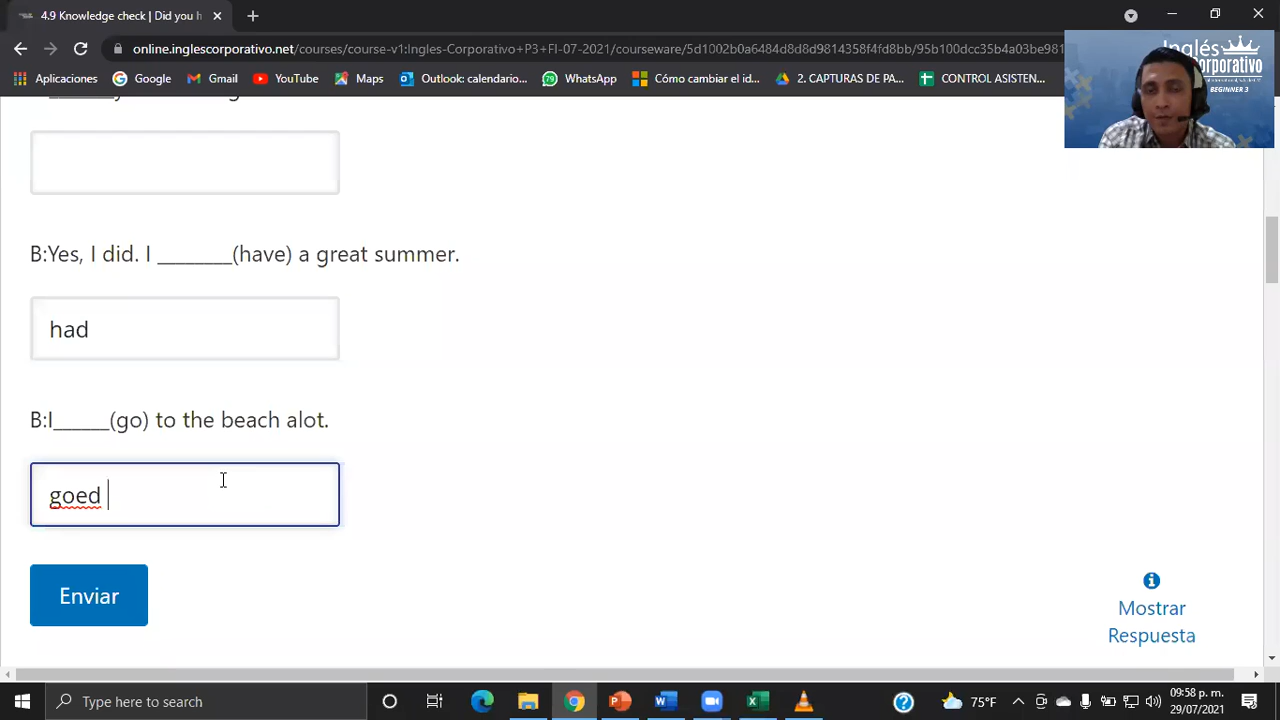 4.9 Knowledge check | Did you h
online.inglescorporativo.net/courses/course-v1:Ingles-Corporativo+P3+FI-07-2021/courseware/5d1002b0a6484d8d8d9814358f4fd8bb/95b100dcc35b4a03be981
Aplicaciones Google Gmail YouTube Maps Outlook: calendario... WhatsApp Cómo cambiar el id... 2. CAPTURAS DE PA... CONTROL ASISTEN...
Inglés
Corporativo
BEGINNER 3
B:Yes, I did. I ________(have) a great summer.
had
B:I______(go) to the beach alot.
goed
Enviar
Mostrar
Respuesta
Type here to search
75°F
09:58 p. m.
29/07/2021